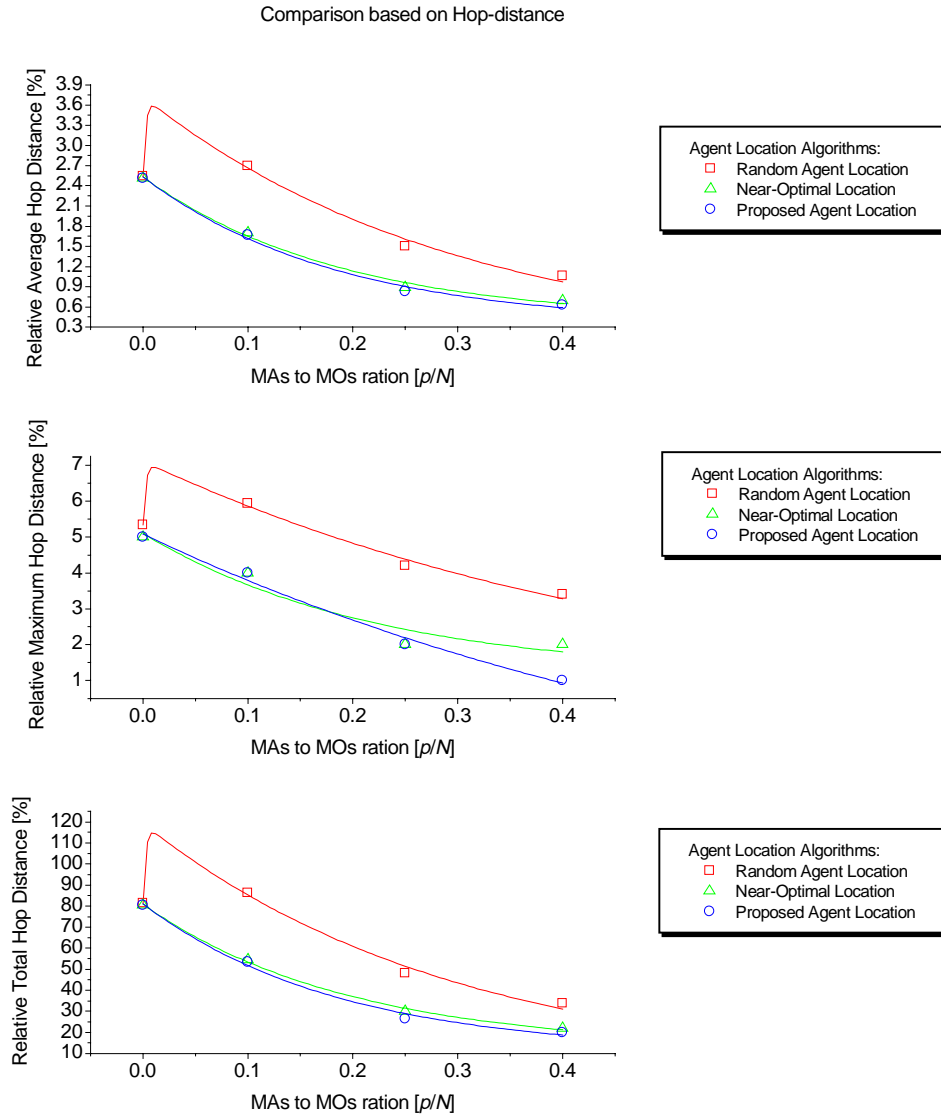 Comparison based on Hop-distance
Relative Average Hop Distance [%]
3.9
3.6
3.3
3.0
2.7
2.4
2.1
1.8
1.5
1.2
0.9
0.6
0.3
0.0 0.1 0.2 0.3 0.4
MAs to MOs ration [p/N]
Agent Location Algorithms:
Random Agent Location
Near-Optimal Location
Proposed Agent Location
Relative Maximum Hop Distance [%]
7
6
5
4
3
2
1
0.0 0.1 0.2 0.3 0.4
MAs to MOs ration [p/N]
Agent Location Algorithms:
Random Agent Location
Near-Optimal Location
Proposed Agent Location
Relative Total Hop Distance [%]
120
110
100
90
80
70
60
50
40
30
20
10
0.0 0.1 0.2 0.3 0.4
MAs to MOs ration [p/N]
Agent Location Algorithms:
Random Agent Location
Near-Optimal Location
Proposed Agent Location